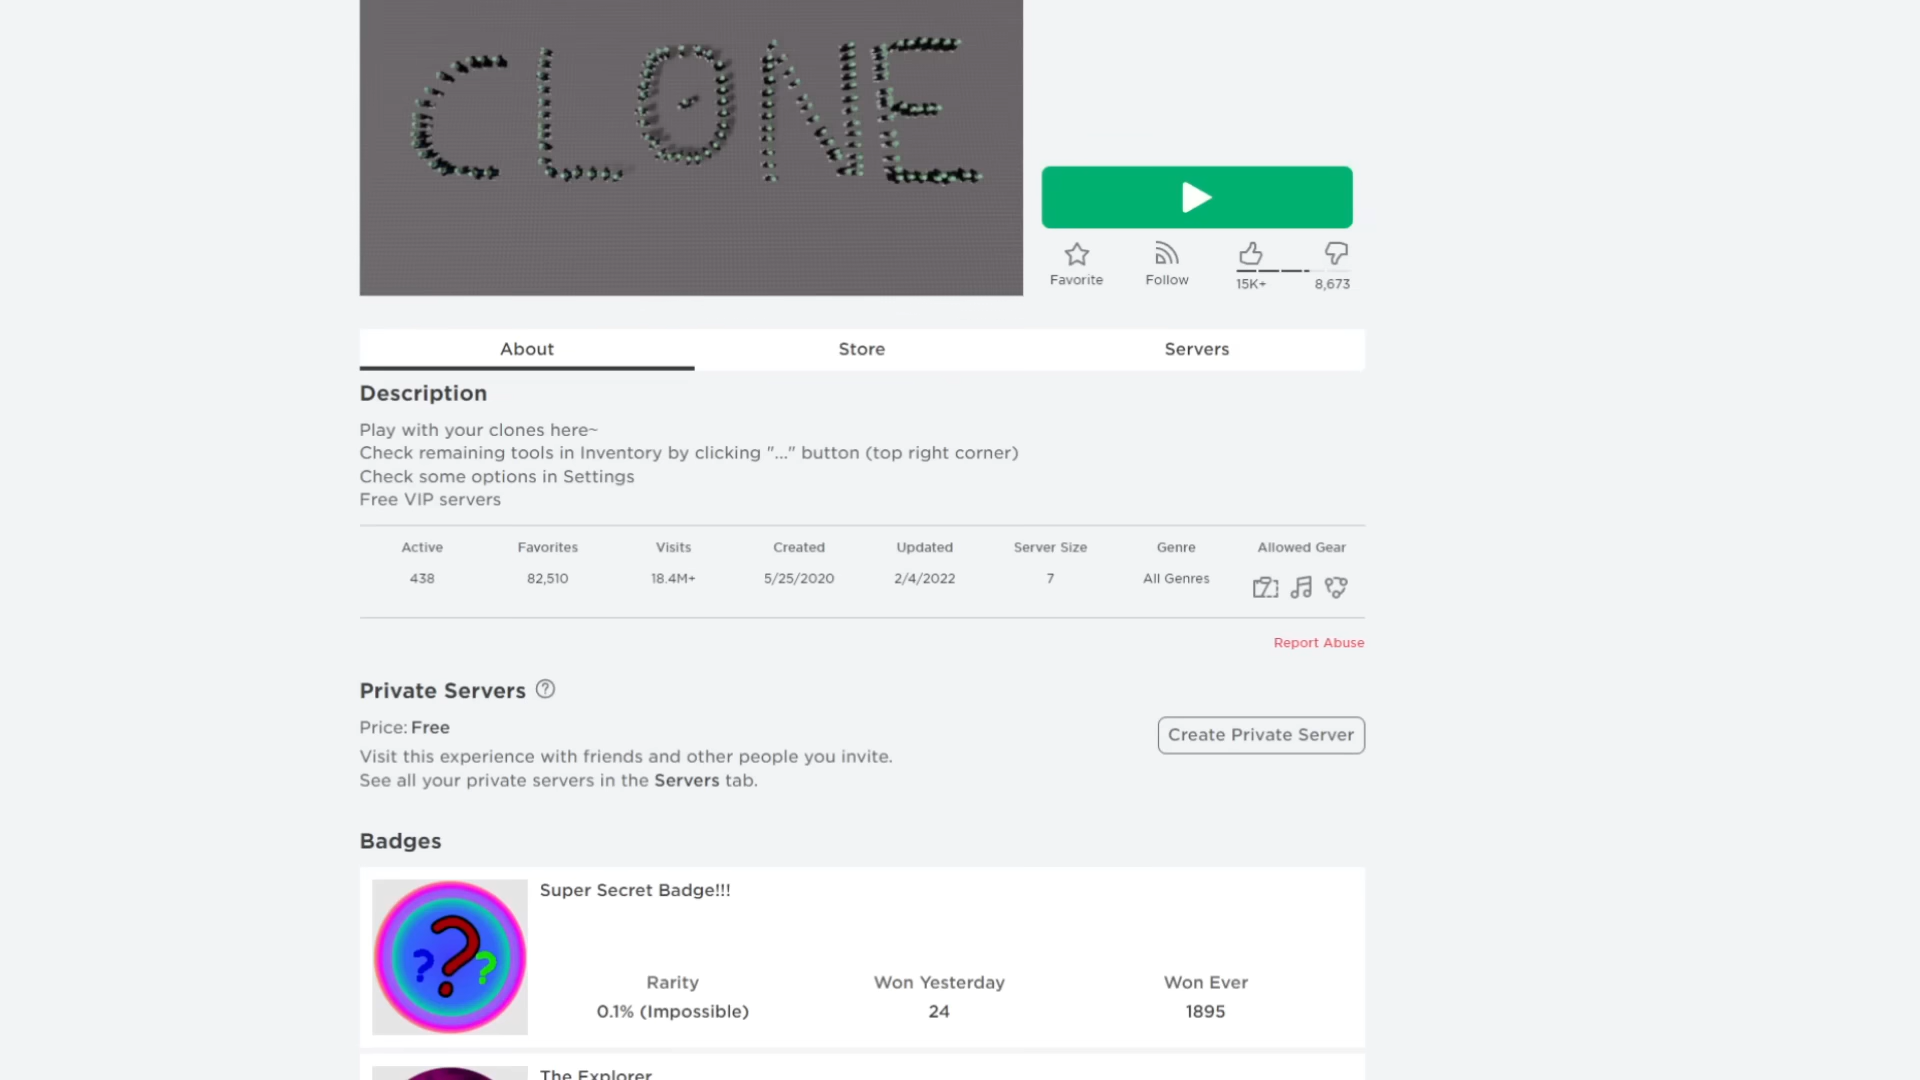 CLONE
Favorite
Follow
15K+
8,673
About
Store
Servers
Description
Play with your clones here~
Check remaining tools in Inventory by clicking "..." button (top right corner)
Check some options in Settings
Free VIP servers
Active
Favorites
Visits
Created
Updated
Server Size
Genre
Allowed Gear
438
82,510
18.4M+
5/25/2020
2/4/2022
7
All Genres
Report Abuse
Private Servers
Price: Free
Create Private Server
Visit this experience with friends and other people you invite.
See all your private servers in the Servers tab.
Badges
Super Secret Badge!!!
???
Rarity
Won Yesterday
Won Ever
0.1% (Impossible)
24
1895
The Explorer